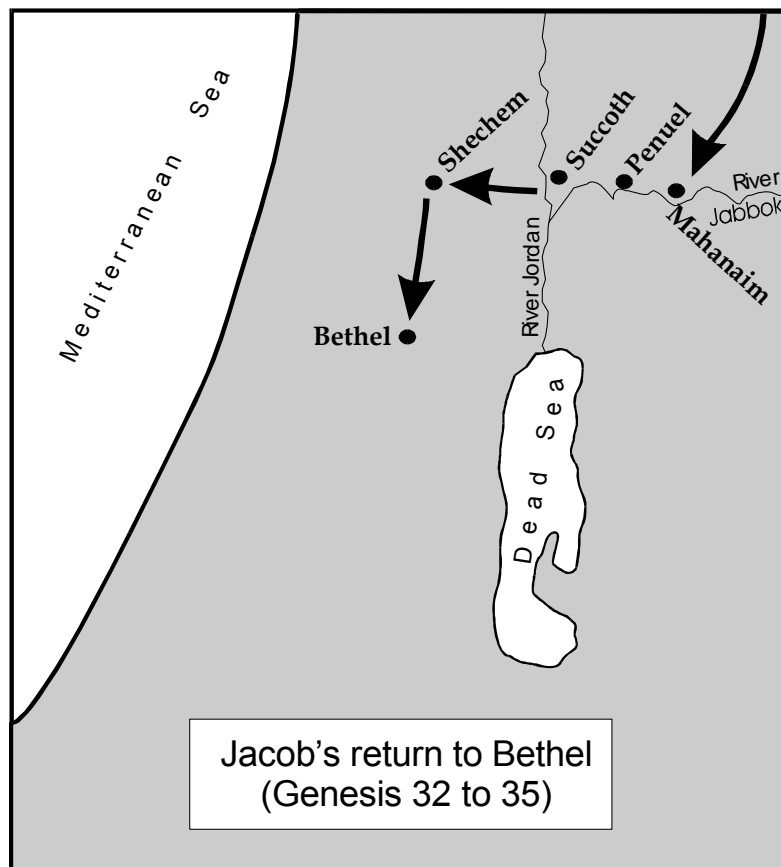 Mediterranean Sea
Shechem
Succoth
Penuel
River
Jabbok
Mahanaim
River Jordan
Bethel
Dead Sea
Jacob’s return to Bethel
(Genesis 32 to 35)